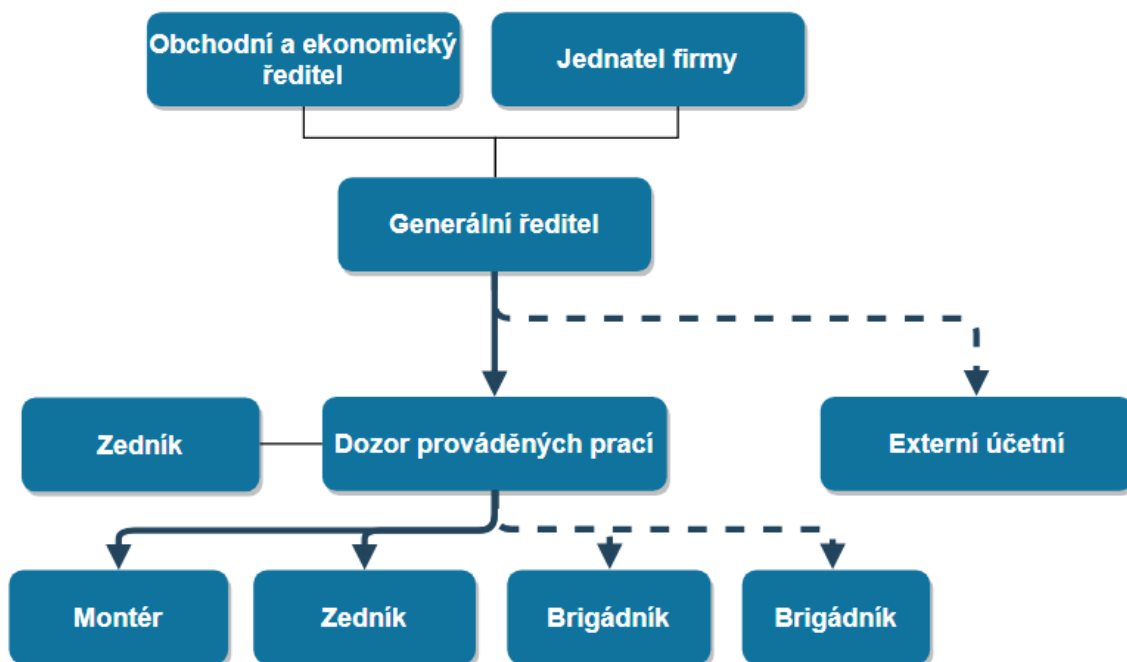 Obchodní a ekonomický
ředitel
Jednatel firmy
Generální ředitel
Zedník
Dozor prováděných prací
Externí účetní
Montér
Zedník
Brigádník
Brigádník